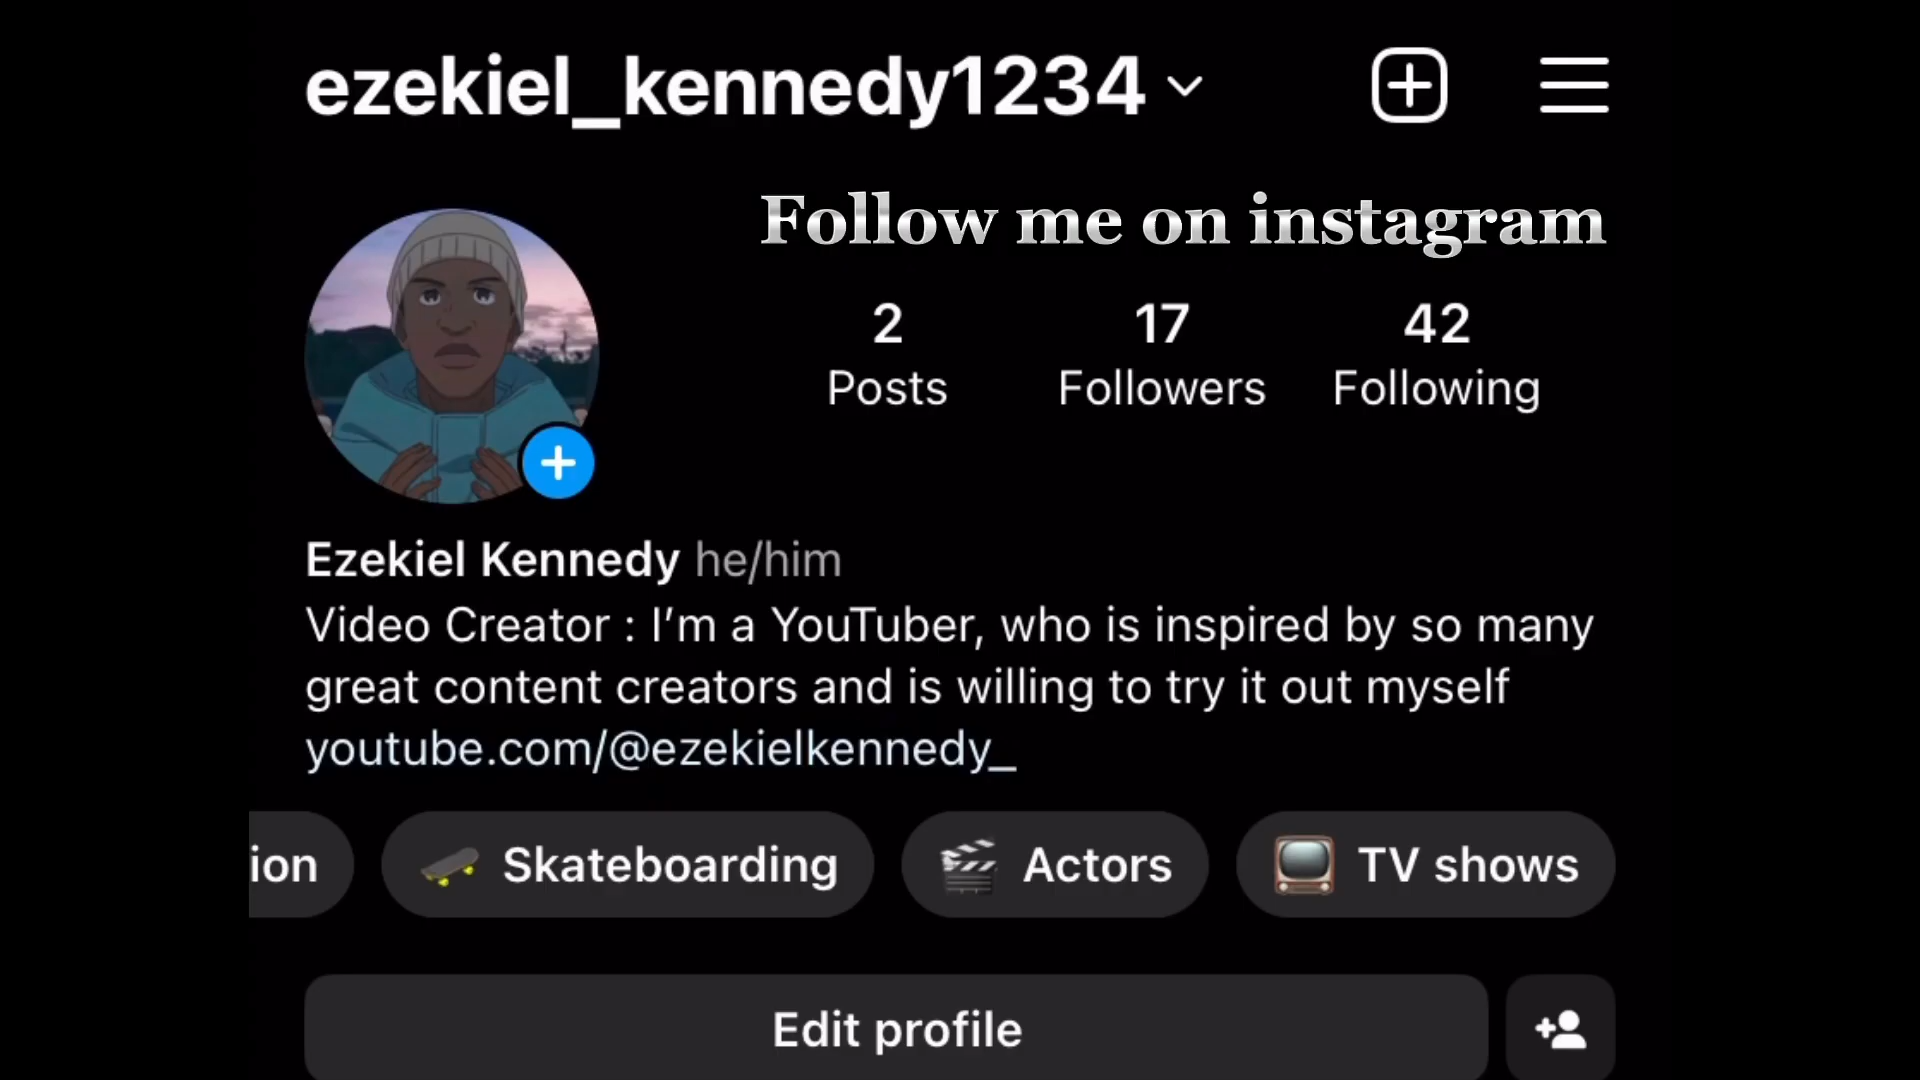 ezekiel_kennedy1234
Follow me on instagram
2 17 42
Posts Followers Following
Ezekiel Kennedy he/him
Video Creator : I’m a YouTuber, who is inspired by so many
great content creators and is willing to try it out myself
youtube.com/@ezekielkennedy_
ion Skateboarding Actors TV shows
Edit profile